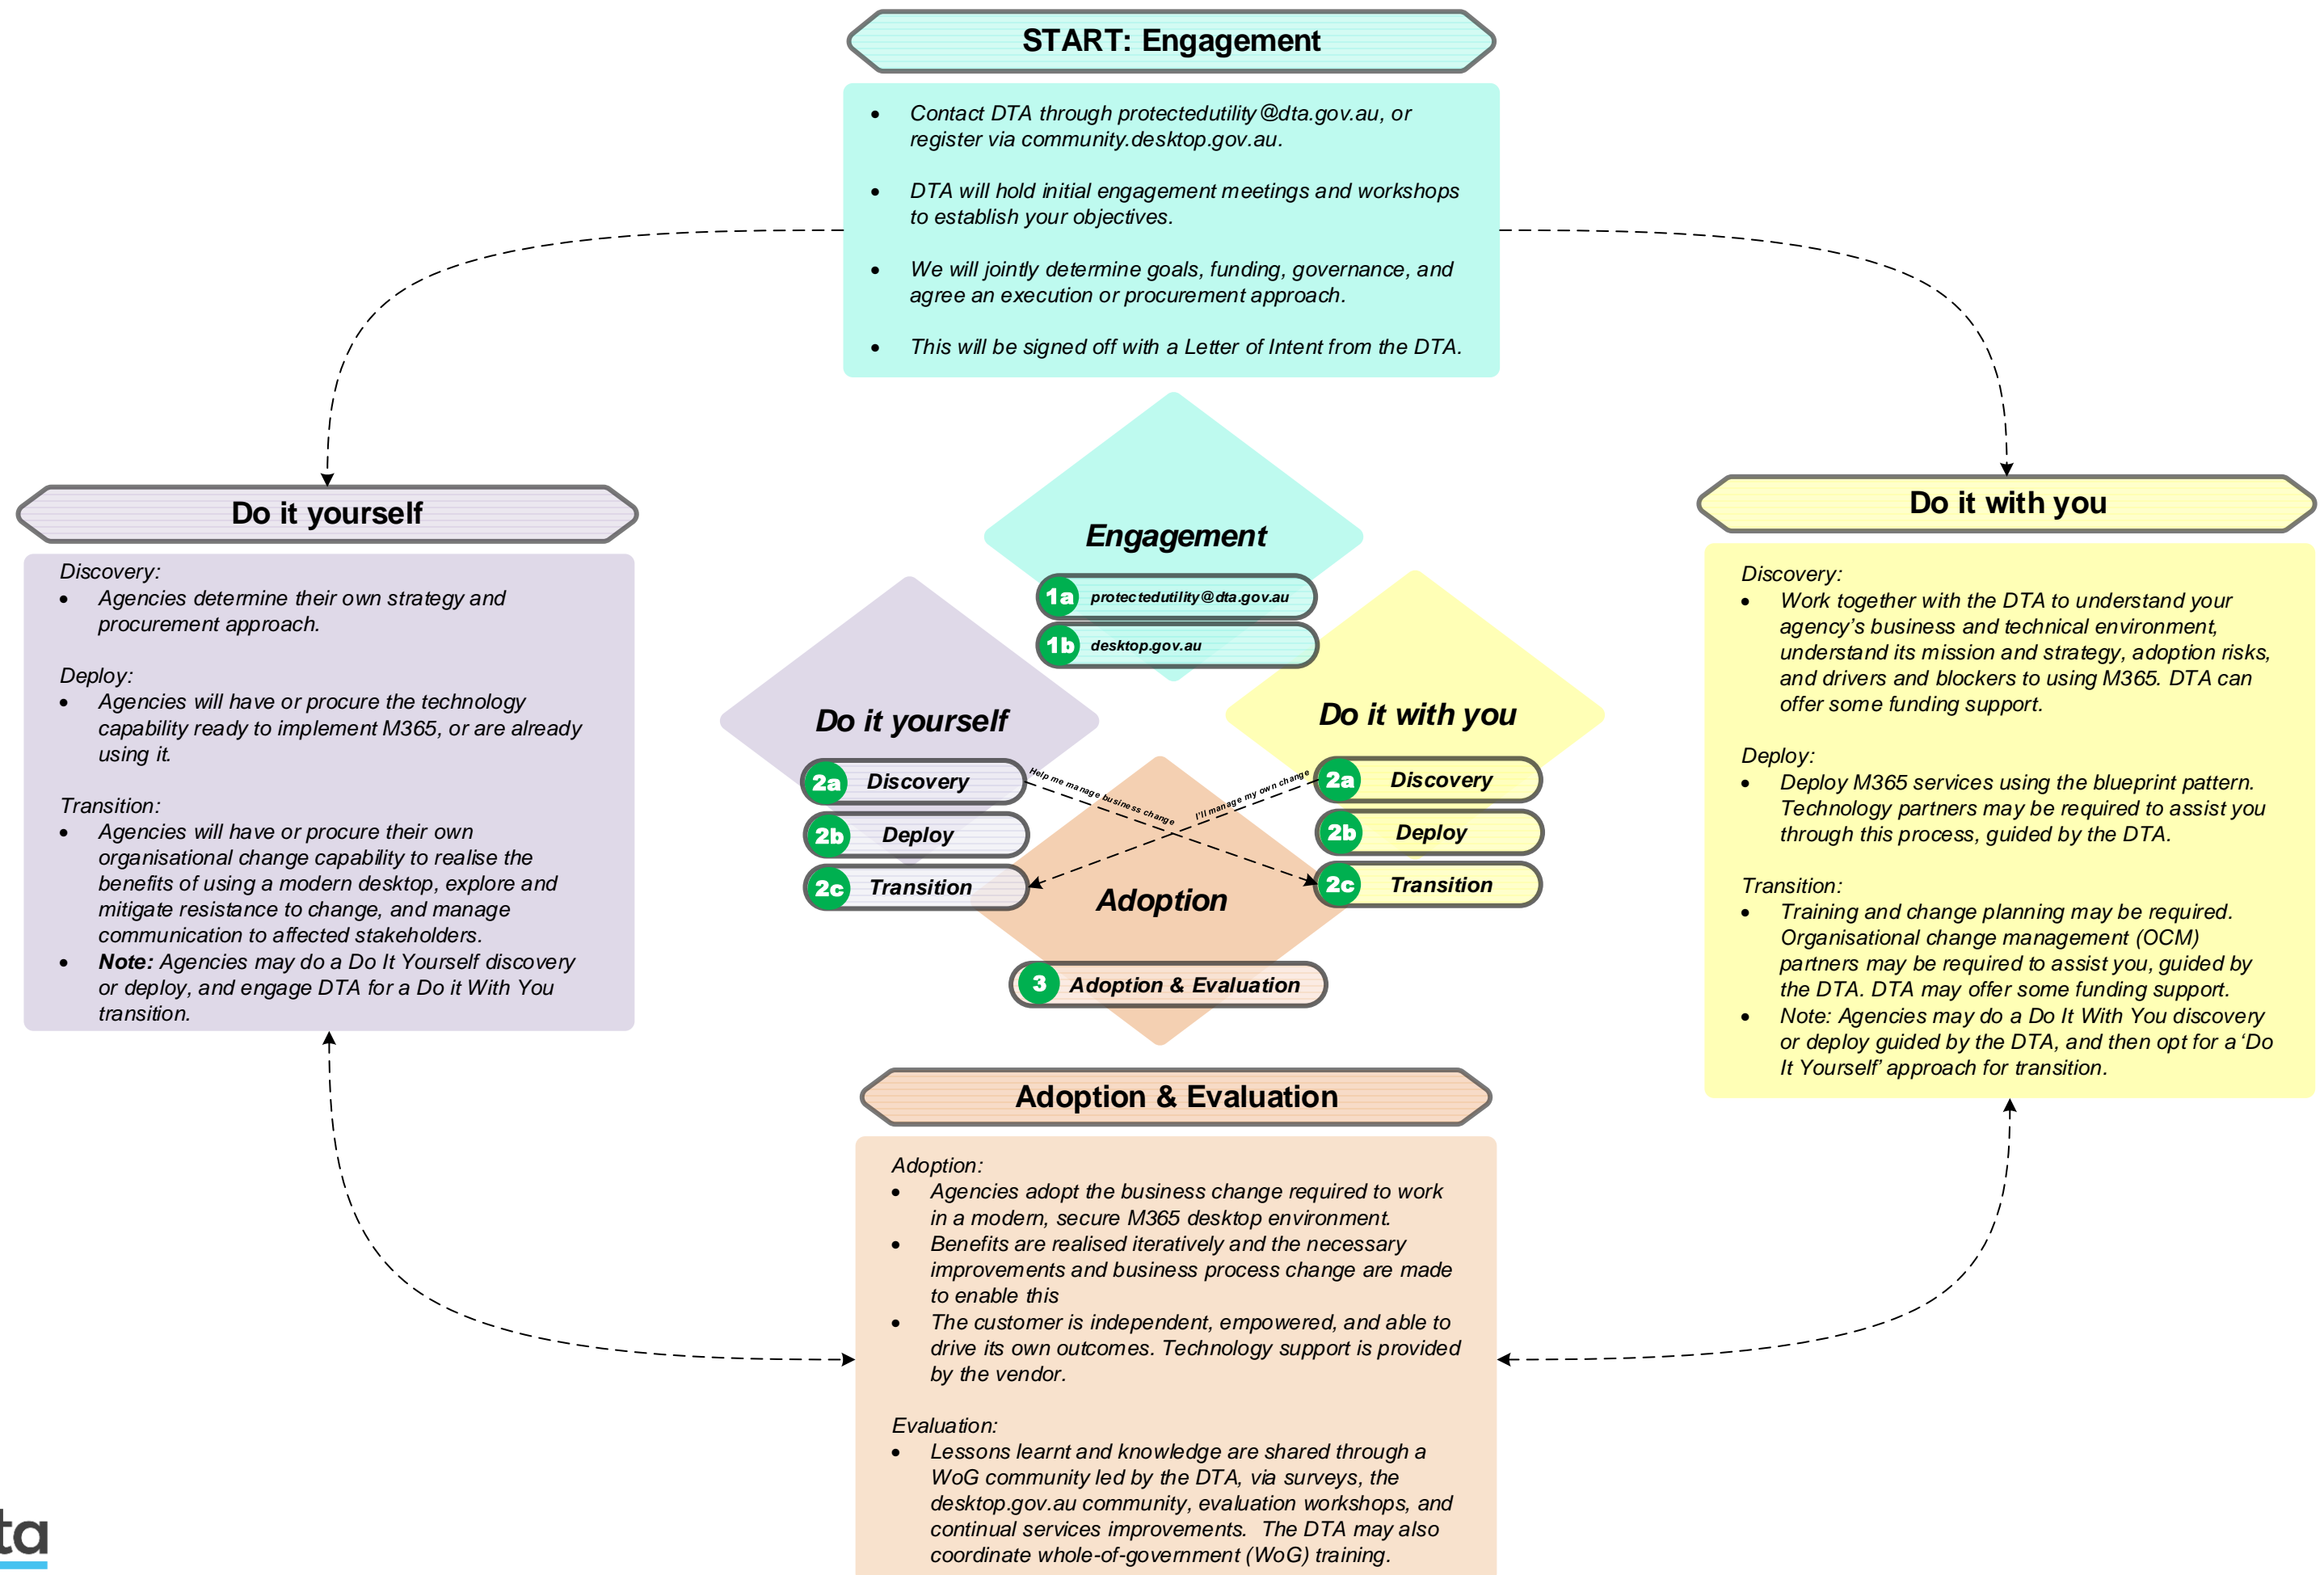 START: Engagement
• Contact DTA through protectedutility@dta.gov.au, or
register via community.desktop.gov.au.
• DTA will hold initial engagement meetings and workshops
to establish your objectives.
• We will jointly determine goals, funding, governance, and
agree an execution or procurement approach.
• This will be signed off with a Letter of Intent from the DTA.
Do it yourself
Discovery:
• Agencies determine their own strategy and
procurement approach.
Deploy:
• Agencies will have or procure the technology
capability ready to implement M365, or are already
using it.
Transition:
• Agencies will have or procure their own
organisational change capability to realise the
benefits of using a modern desktop, explore and
mitigate resistance to change, and manage
communication to affected stakeholders.
• Note: Agencies may do a Do It Yourself discovery
or deploy, and engage DTA for a Do it With You
transition.
Engagement
1a protectedutility@dta.gov.au
1b desktop.gov.au
Do it yourself
2a Discovery
2b Deploy
2c Transition
Help me manage business change
I'll manage my own change
Do it with you
2a Discovery
2b Deploy
2c Transition
Adoption
3 Adoption & Evaluation
Do it with you
Discovery:
• Work together with the DTA to understand your
agency's business and technical environment,
understand its mission and strategy, adoption risks,
and drivers and blockers to using M365. DTA can
offer some funding support.
Deploy:
• Deploy M365 services using the blueprint pattern.
Technology partners may be required to assist you
through this process, guided by the DTA.
Transition:
• Training and change planning may be required.
Organisational change management (OCM)
partners may be required to assist you, guided by
the DTA. DTA may offer some funding support.
• Note: Agencies may do a Do It With You discovery
or deploy guided by the DTA, and then opt for a ‘Do
It Yourself’ approach for transition.
Adoption & Evaluation
Adoption:
• Agencies adopt the business change required to work
in a modern, secure M365 desktop environment.
• Benefits are realised iteratively and the necessary
improvements and business process change are made
to enable this
• The customer is independent, empowered, and able to
drive its own outcomes. Technology support is provided
by the vendor.
Evaluation:
• Lessons learnt and knowledge are shared through a
WoG community led by the DTA, via surveys, the
desktop.gov.au community, evaluation workshops, and
continual services improvements. The DTA may also
coordinate whole-of-government (WoG) training.
ta